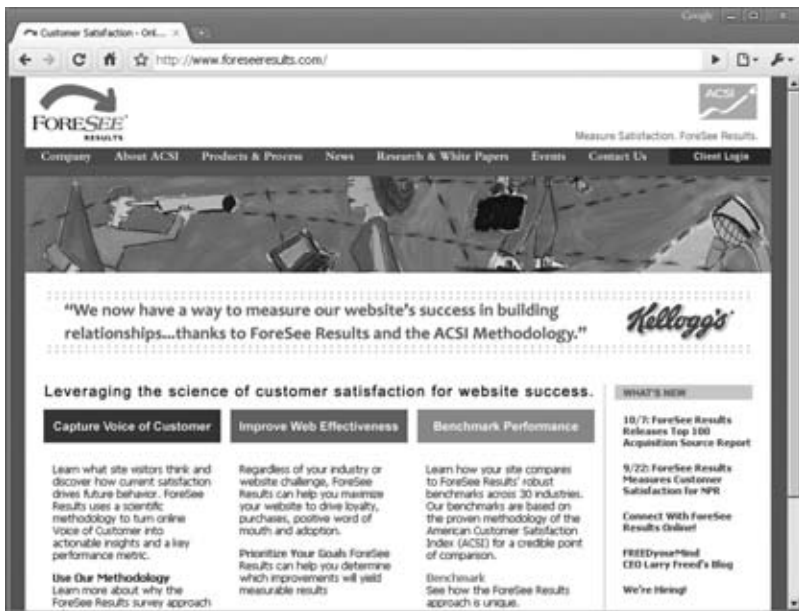 Google
Customer Satisfaction - Onl...
http://www.foreseeresults.com/
FORESEE
RESULTS
ACSI
Measure Satisfaction. ForeSee Results.
Company About ACSI Products & Process News Research & White Papers Events Contact Us Client Login
"We now have a way to measure our website's success in building
relationships...thanks to ForeSee Results and the ACSI Methodology."
Kellogg's
Leveraging the science of customer satisfaction for website success.
Capture Voice of Customer
Learn what site visitors think and
discover how current satisfaction
drives future behavior. ForeSee
Results uses a scientific
methodology to turn online
Voice of Customer into
actionable insights and a key
performance metric.
Use Our Methodology
Learn more about why the
ForeSee Results survey approach
Improve Web Effectiveness
Regardless of your industry or
website challenge, ForeSee
Results can help you maximize
your website to drive loyalty,
purchases, positive word of
mouth and adoption.
Prioritize Your Goals ForeSee
Results can help you determine
which improvements will yield
measurable results
Benchmark Performance
Learn how your site compares
to ForeSee Results' robust
benchmarks across 30 industries.
Our benchmarks are based on
the proven methodology of the
American Customer Satisfaction
Index (ACSI) for a credible point
of comparison.
Benchmark
See how the ForeSee Results
approach is unique.
WHAT'S NEW
10/7: ForeSee Results
Releases Top 100
Acquisition Source Report
9/22: ForeSee Results
Measures Customer
Satisfaction for NPR
Connect With ForeSee
Results Online!
FREEDyourMind
CEO Larry Freed's Blog
We're Hiring!